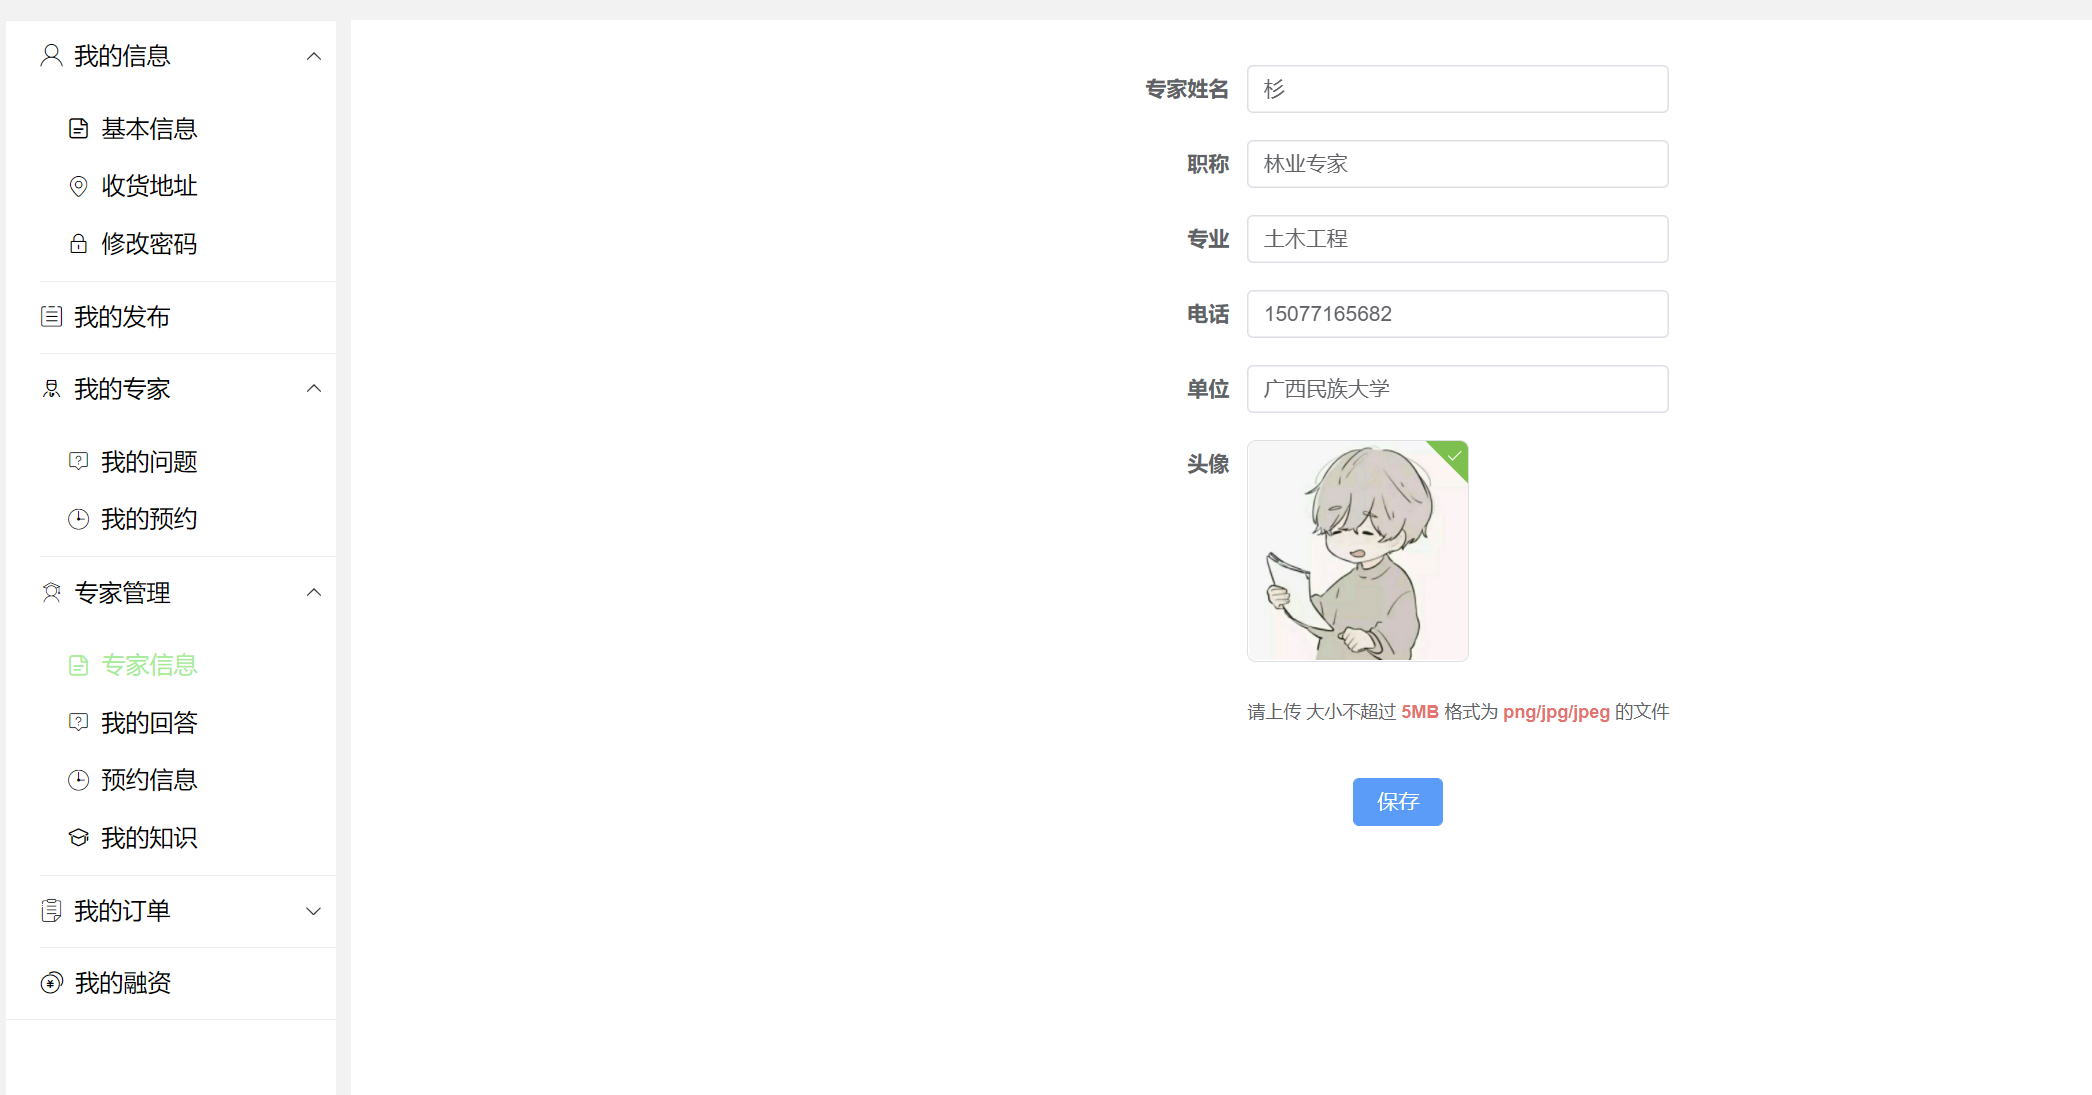 我的信息
基本信息
收货地址
修改密码
我的发布
我的专家
我的问题
我的预约
专家管理
专家信息
我的回答
预约信息
我的知识
我的订单
我的融资
专家姓名 杉
职称 林业专家
专业 土木工程
电话 15077165682
单位 广西民族大学
头像
请上传 大小不超过 5MB 格式为 png/jpg/jpeg 的文件
保存